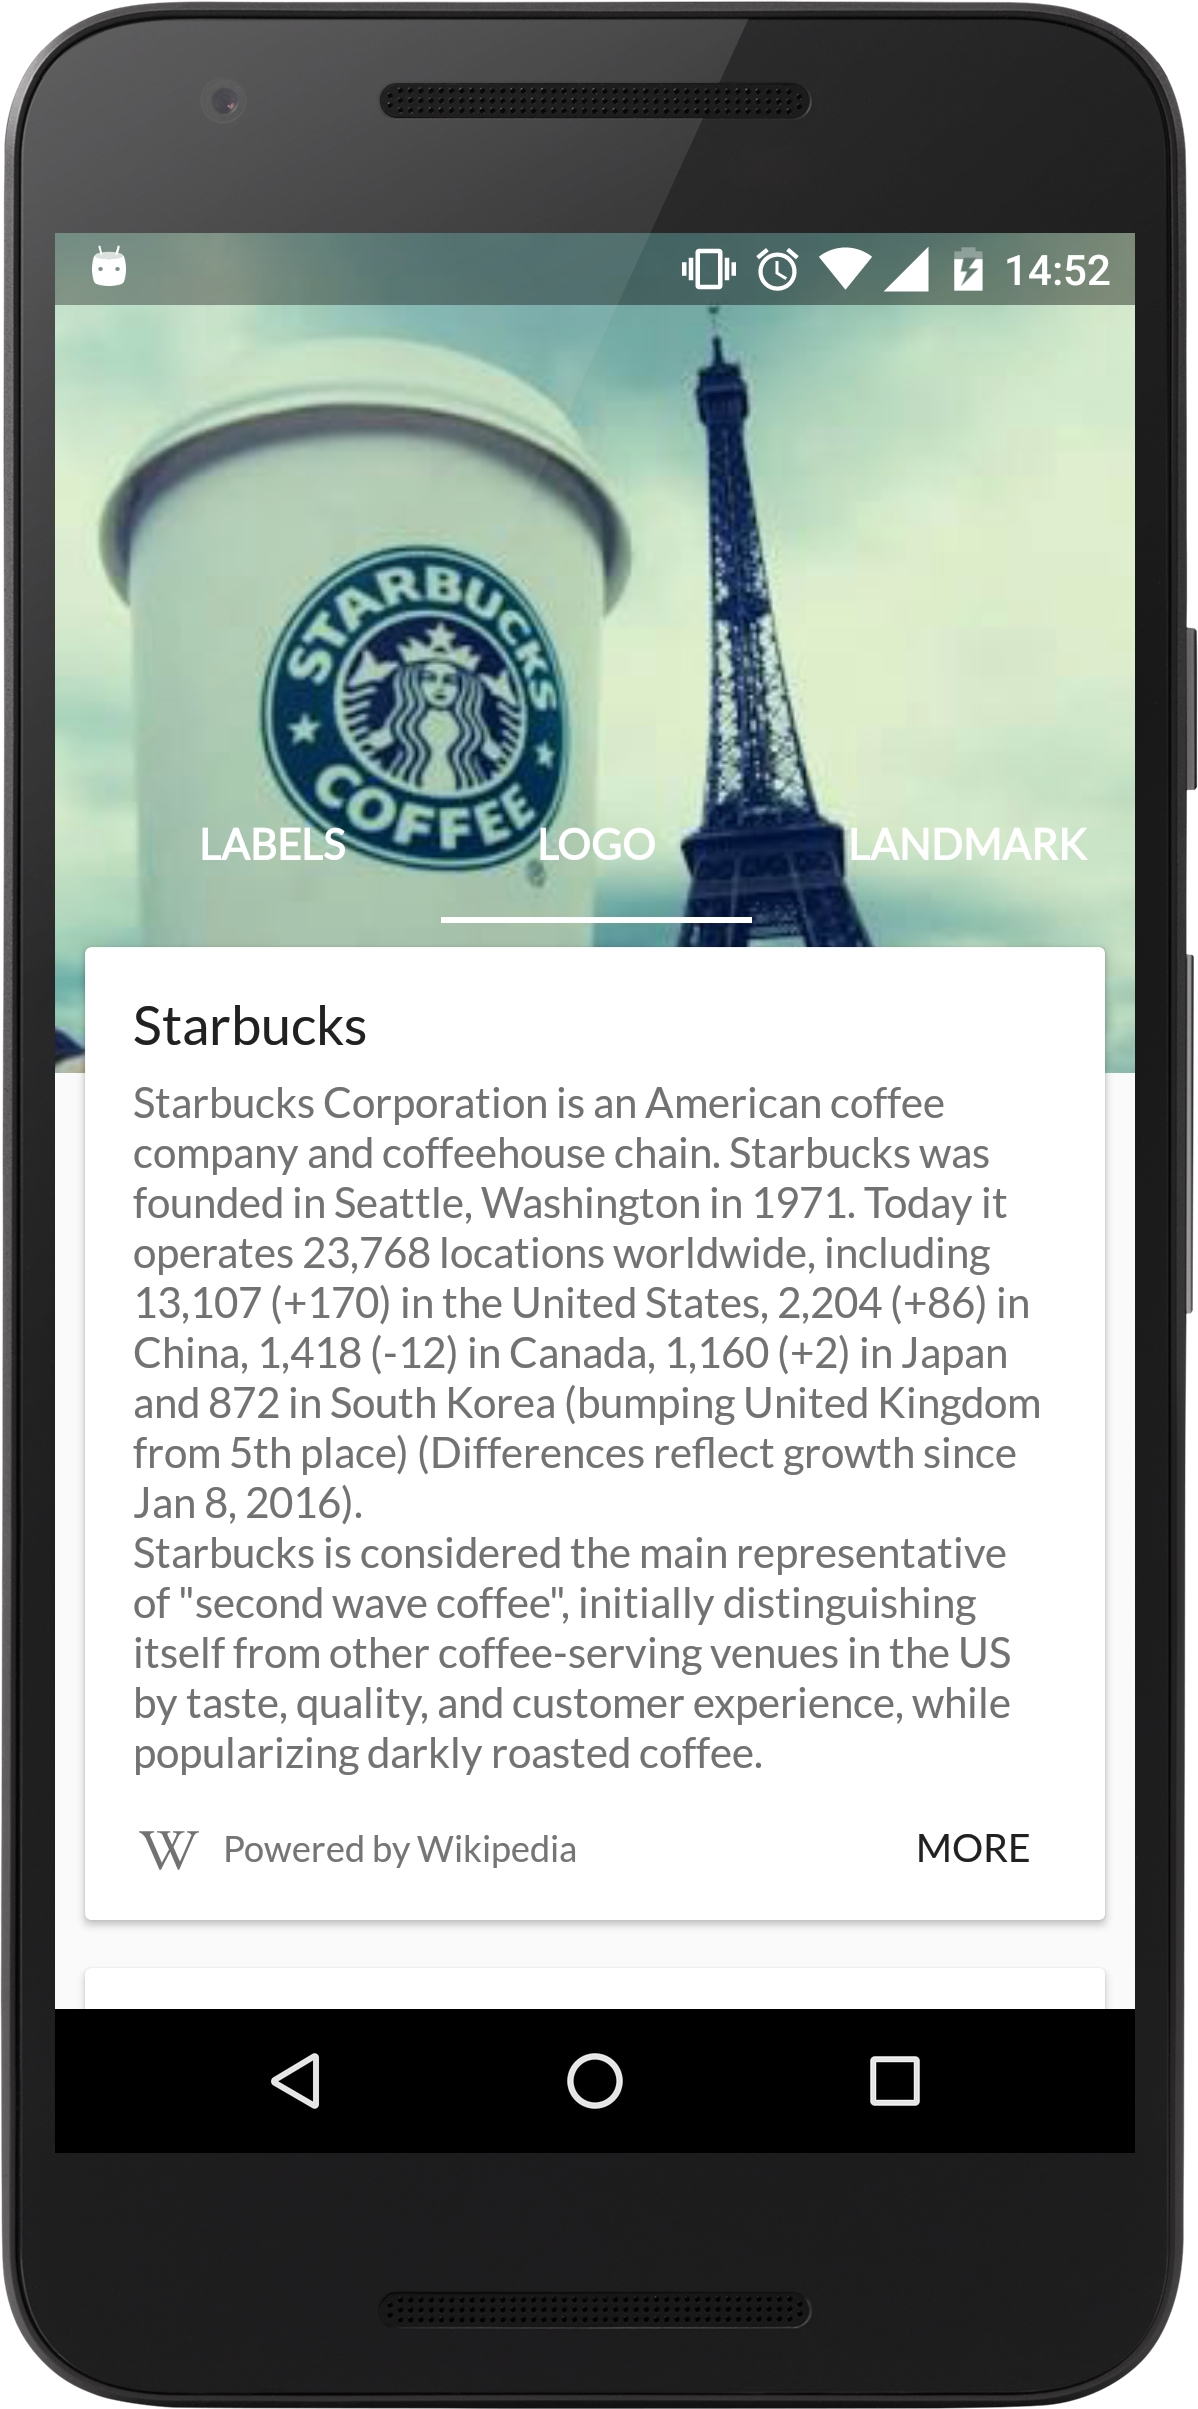 14:52
STARBUCKS
COFFEE
®
LABELS LOGO LANDMARK
Starbucks
Starbucks Corporation is an American coffee
company and coffeehouse chain. Starbucks was
founded in Seattle, Washington in 1971. Today it
operates 23,768 locations worldwide, including
13,107 (+170) in the United States, 2,204 (+86) in
China, 1,418 (-12) in Canada, 1,160 (+2) in Japan
and 872 in South Korea (bumping United Kingdom
from 5th place) (Differences reflect growth since
Jan 8, 2016).
Starbucks is considered the main representative
of "second wave coffee", initially distinguishing
itself from other coffee-serving venues in the US
by taste, quality, and customer experience, while
popularizing darkly roasted coffee.
W Powered by Wikipedia MORE